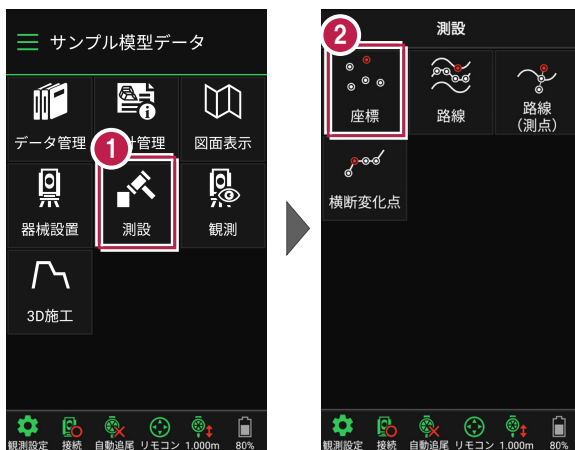 サンプル模型データ
データ管理
計管理
図面表示
1
器械設置
測設
観測
3D施工
観測設定
接続
自動追尾
リモコン
1.000m
80%
2
測設
座標
路線
路線
(測点)
横断変化点
観測設定
接続
自動追尾
リモコン
1.000m
80%